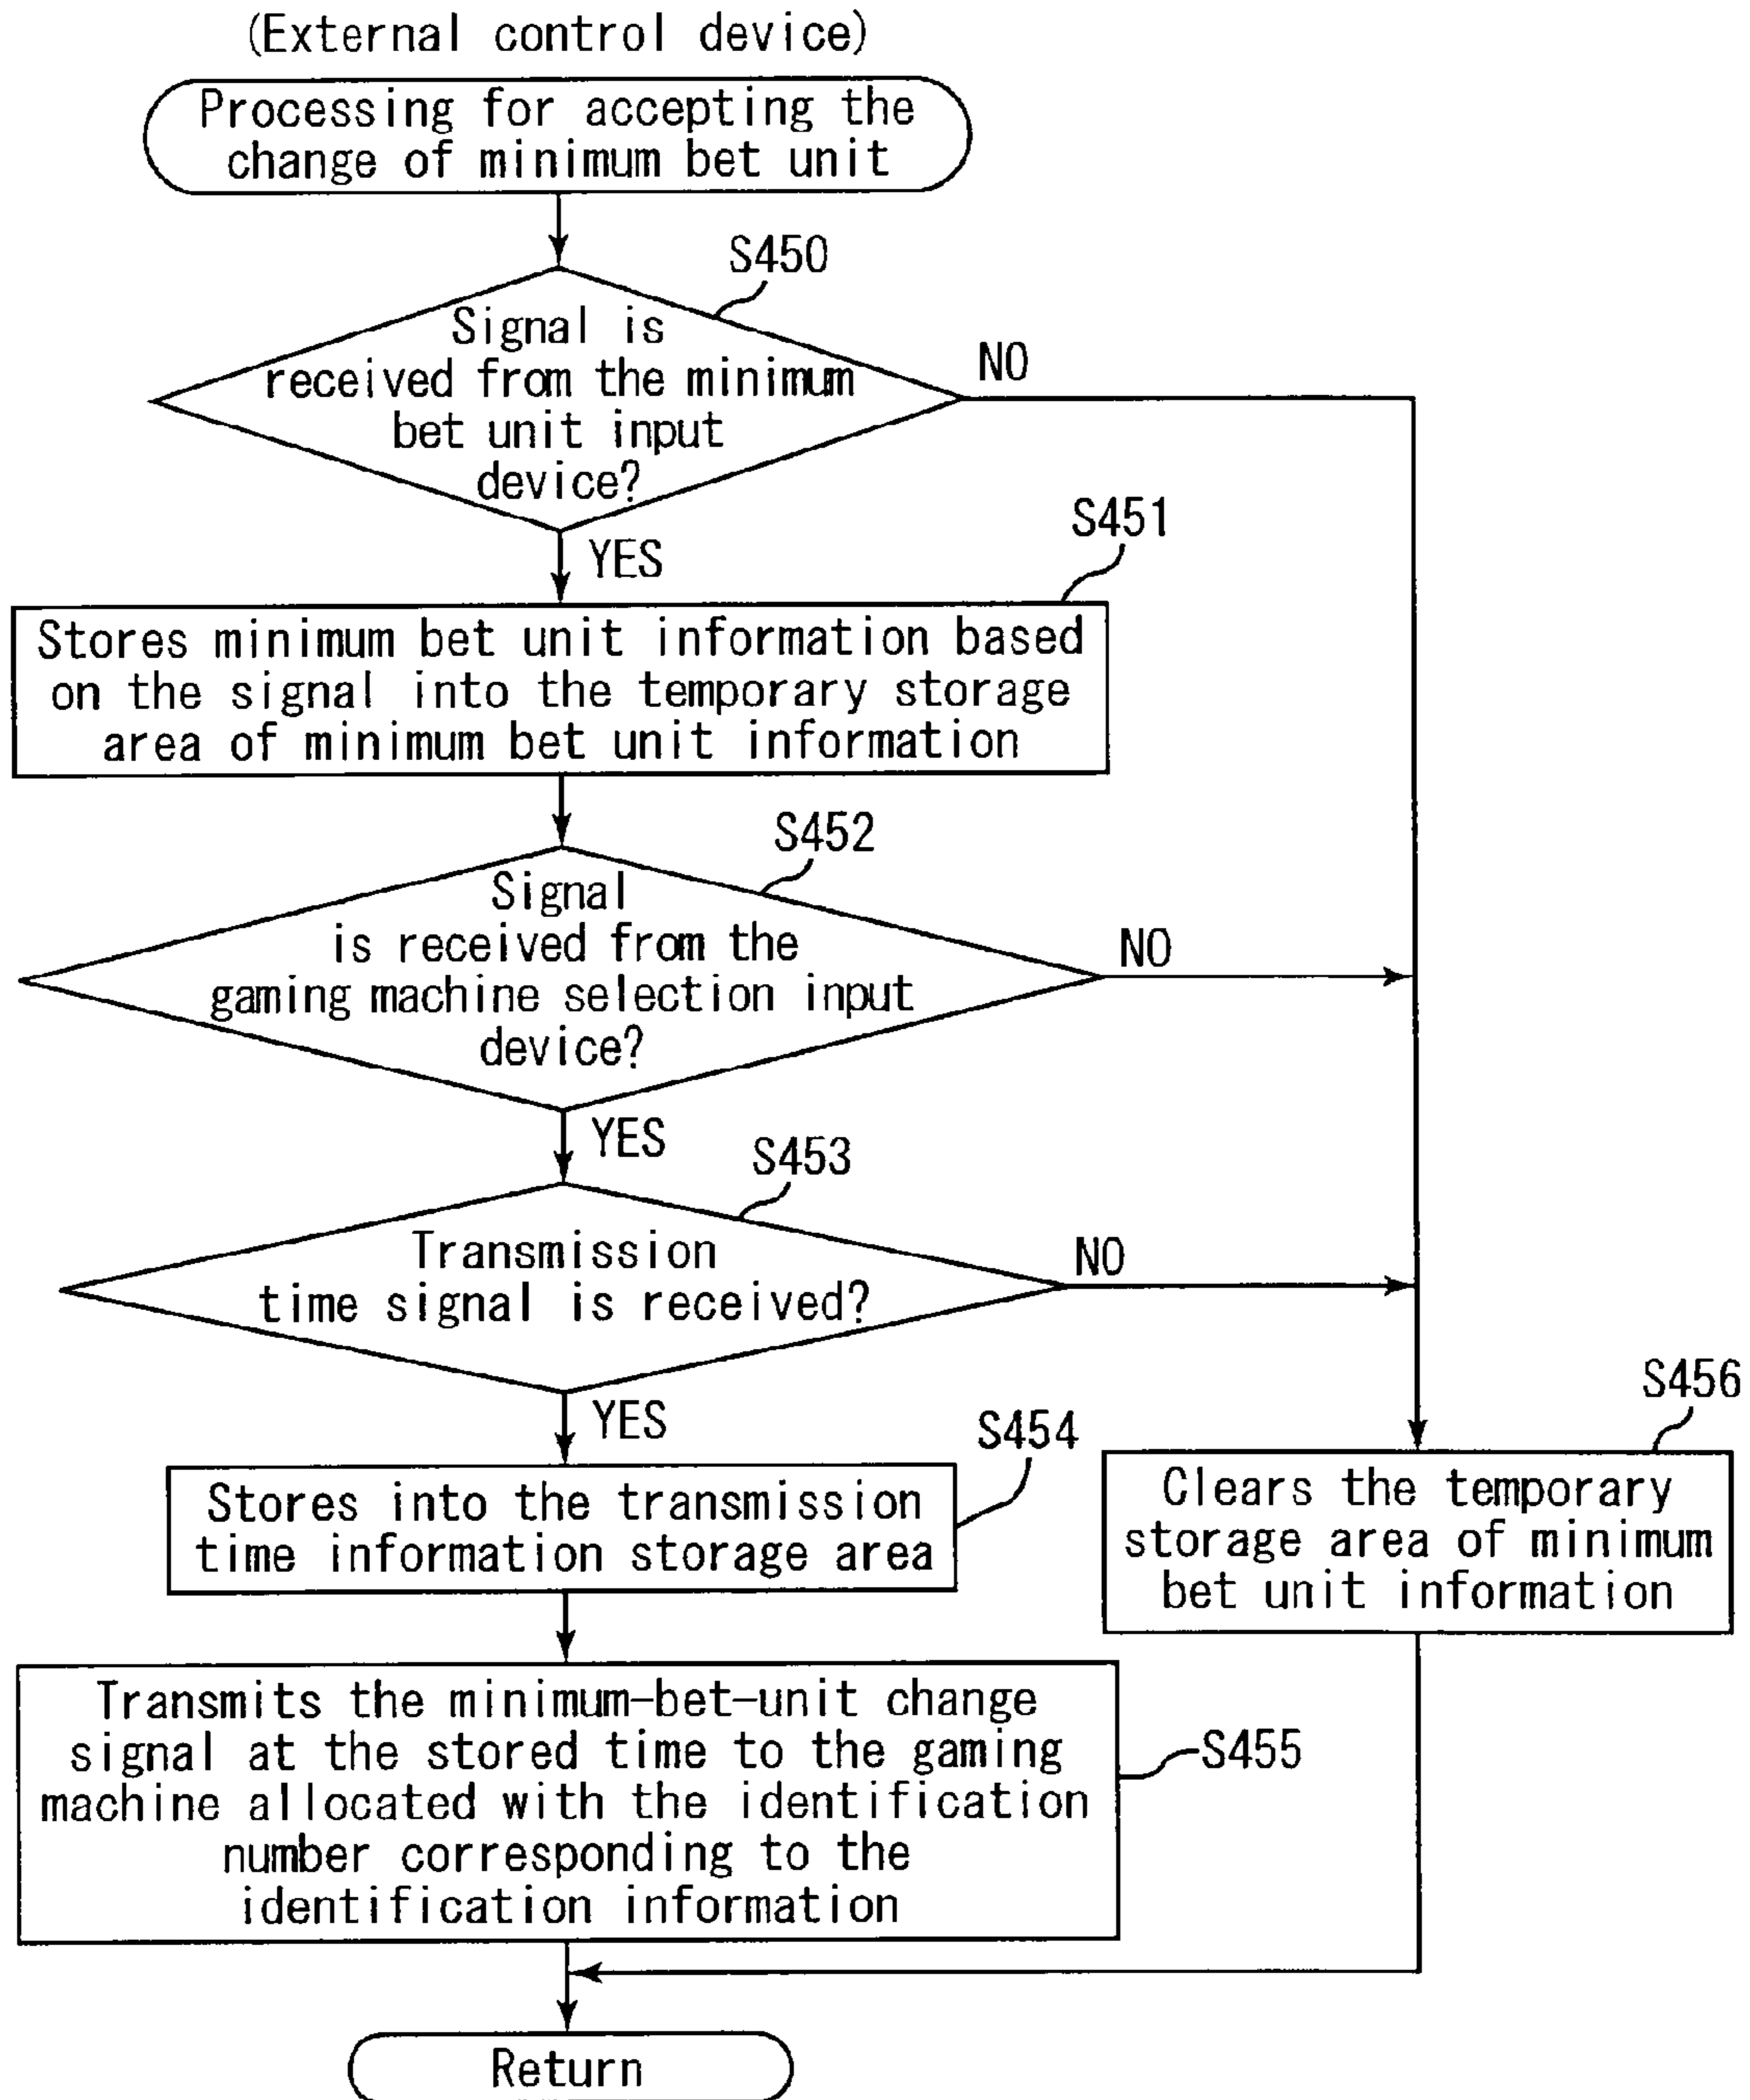 (External control device)
Processing for accepting the
change of minimum bet unit
S450
Signal is
received from the minimum
bet unit input
device?
NO
YES
S451
Stores minimum bet unit information based
on the signal into the temporary storage
area of minimum bet unit information
S452
Signal
is received from the
gaming machine selection input
device?
NO
YES
S453
Transmission
time signal is received?
NO
YES
S454
Stores into the transmission
time information storage area
S456
Clears the temporary
storage area of minimum
bet unit information
Transmits the minimum-bet-unit change
signal at the stored time to the gaming
machine allocated with the identification
number corresponding to the
identification information
S455
Return